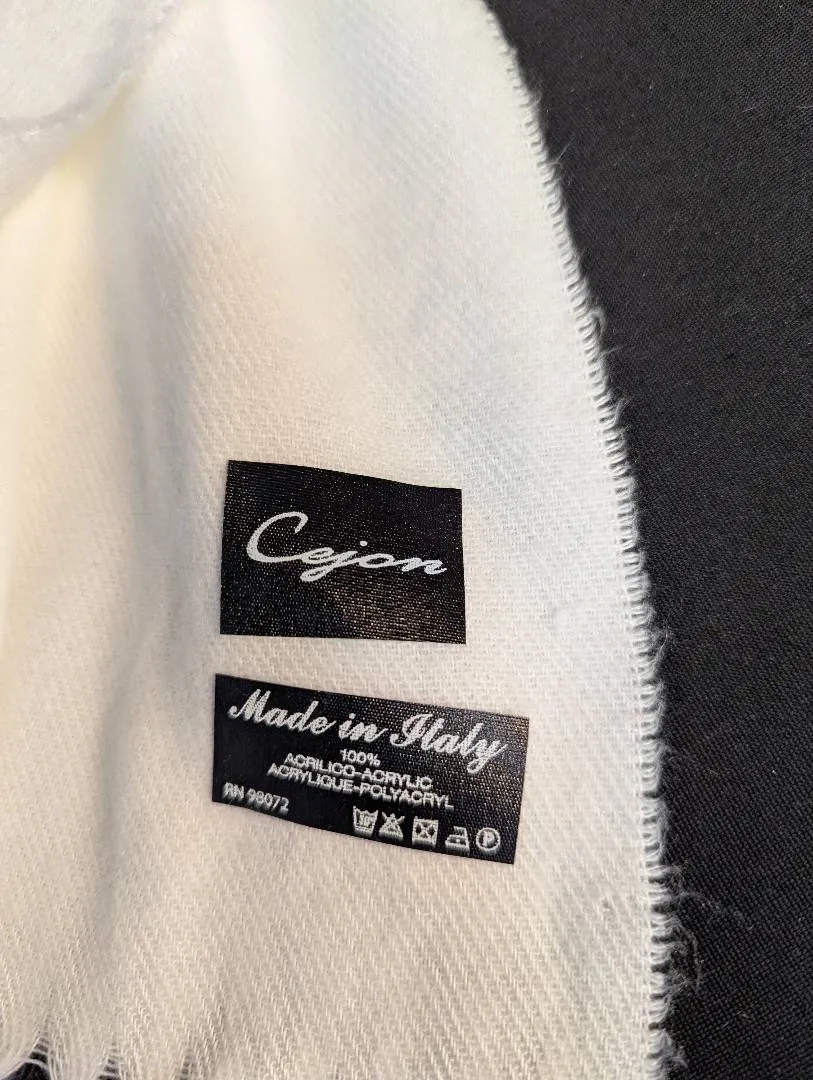 Cejon
Made in Italy
100%
ACRILICO-ACRYLIC
ACRYLIQUE-POLYACRYL
RN 98072
P